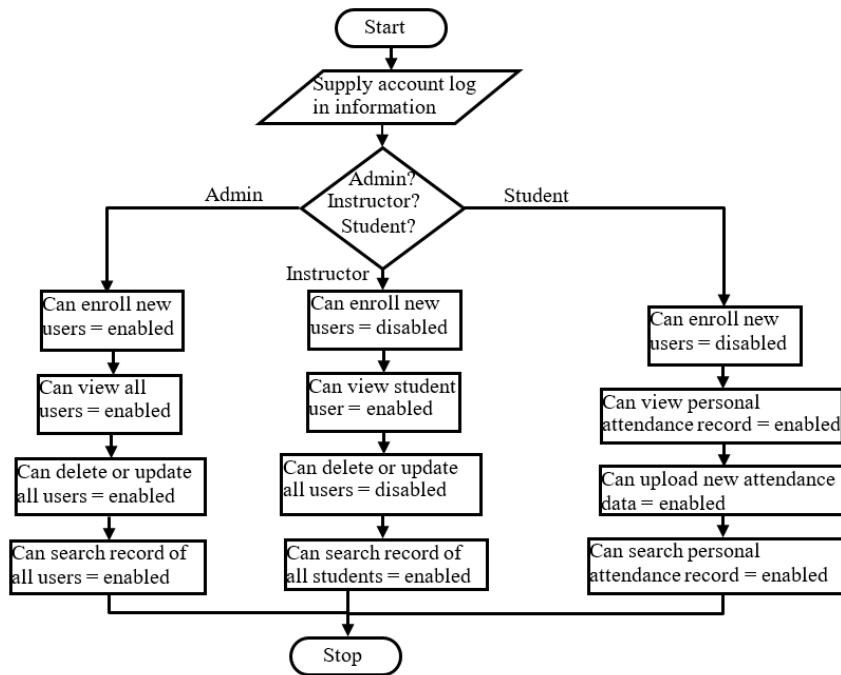 Start
Supply account log
in information
Admin?
Instructor?
Student?
Admin
Student
Instructor
Can enroll new
users = enabled
Can view all
users = enabled
Can delete or update
all users = enabled
Can search record of
all users = enabled
Can enroll new
users = disabled
Can view student
user = enabled
Can delete or update
all users = disabled
Can search record of
all students = enabled
Can enroll new
users = disabled
Can view personal
attendance record = enabled
Can upload new attendance
data = enabled
Can search personal
attendance record = enabled
Stop